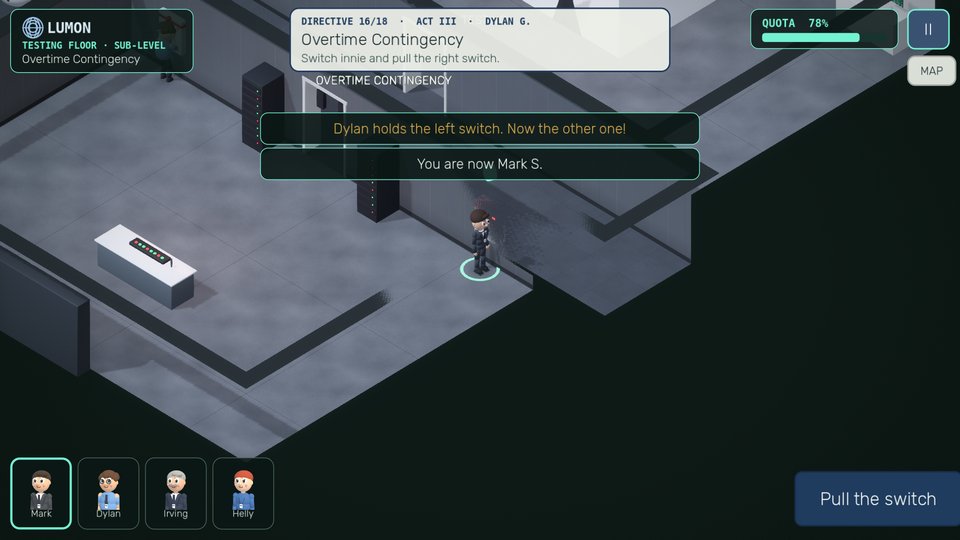 LUMON
TESTING FLOOR · SUB-LEVEL
Overtime Contingency
DIRECTIVE 16/18 · ACT III · DYLAN G.
Overtime Contingency
Switch innie and pull the right switch.
QUOTA 78%
MAP
OVERTIME CONTINGENCY
Dylan holds the left switch. Now the other one!
You are now Mark S.
Mark
Dylan
Irving
Helly
Pull the switch